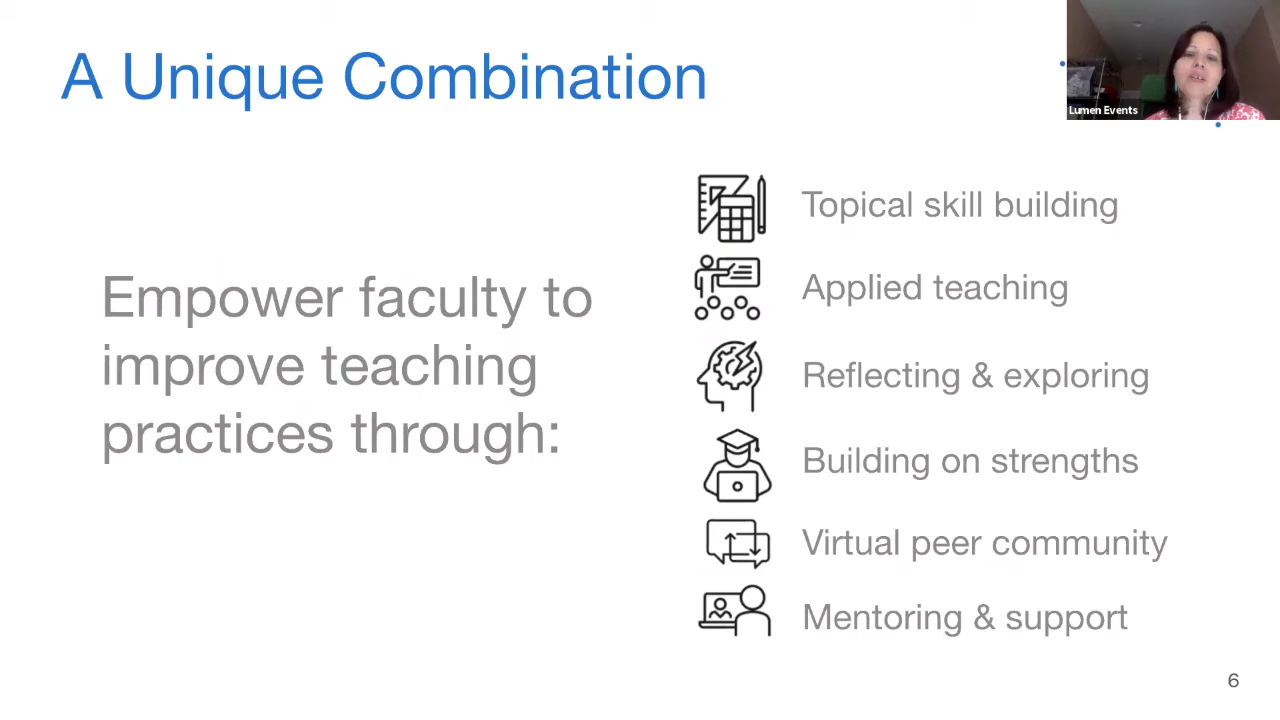 A Unique Combination
Lumen Events
Empower faculty to
improve teaching
practices through:
Topical skill building
Applied teaching
Reflecting & exploring
Building on strengths
Virtual peer community
Mentoring & support
6